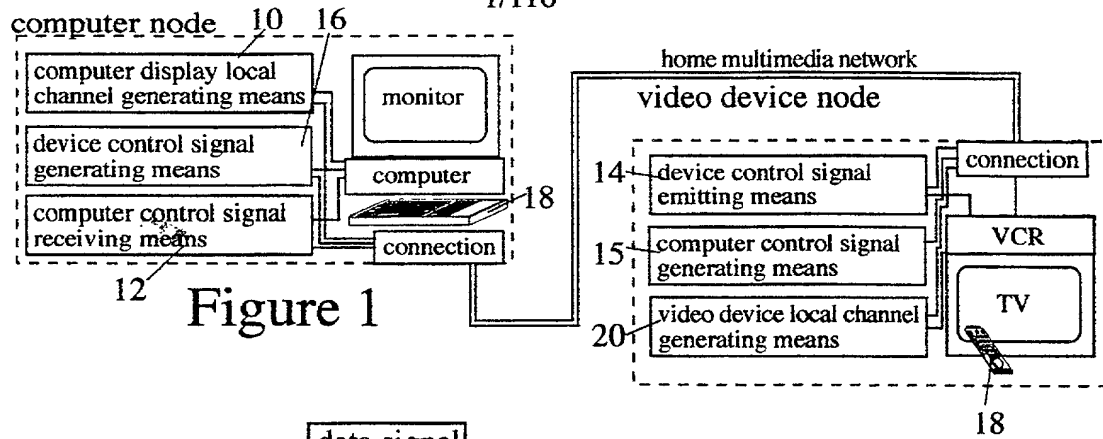 computer node
10
16
computer display local
channel generating means
device control signal
generating means
computer control signal
receiving means
12
monitor
computer
18
connection
Figure 1
home multimedia network
video device node
connection
14
device control signal
emitting means
15
computer control signal
generating means
20
video device local channel
generating means
VCR
TV
18
data signal